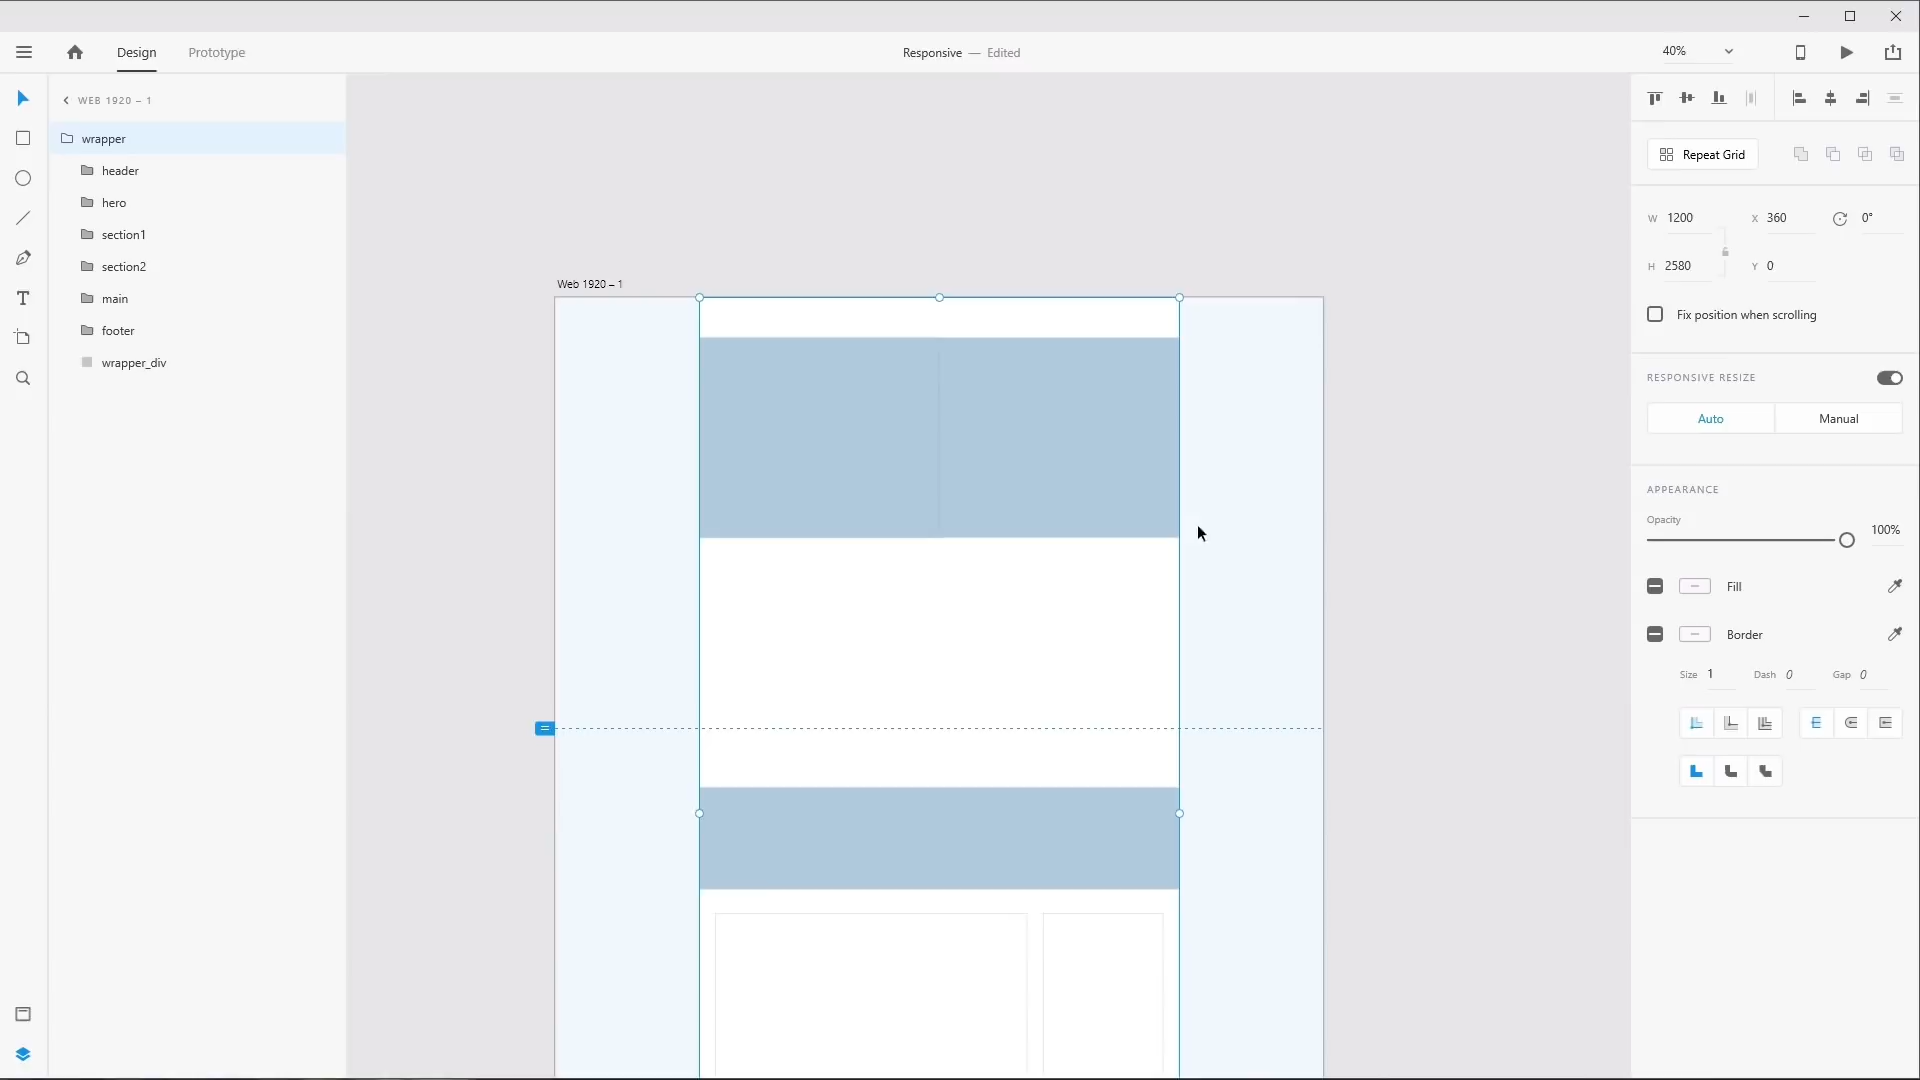 Design
Prototype
Responsive — Edited
40%
WEB 1920 – 1
wrapper
header
hero
section1
section2
main
footer
wrapper_div
Web 1920 – 1
Repeat Grid
W 1200
X 360
0°
H 2580
Y 0
Fix position when scrolling
RESPONSIVE RESIZE
Auto
Manual
APPEARANCE
Opacity
100%
Fill
Border
Size 1
Dash 0
Gap 0